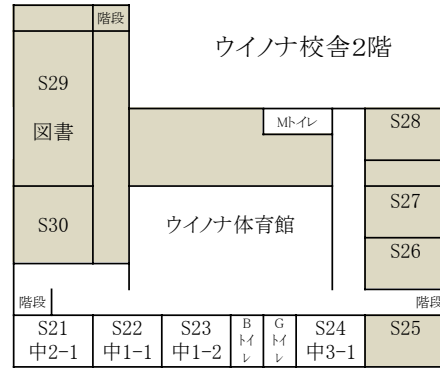 階段
ウイノナ校舎2階
S29
図書
Mトイレ
S28
S27
S30
ウイノナ体育館
S26
階段
階段
S21
中2-1
S22
中1-1
S23
中1-2
B
トイ
レ
G
トイ
レ
S24
中3-1
S25